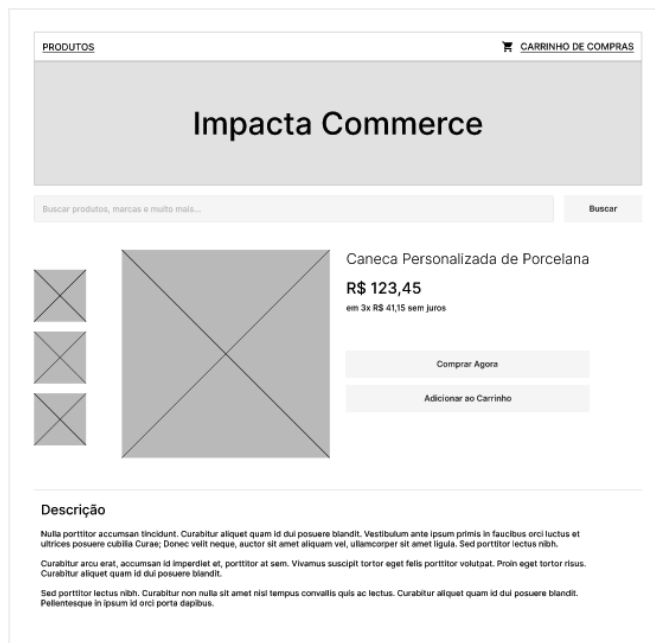 PRODUTOS
CARRINHO DE COMPRAS
Impacta Commerce
Buscar produtos, marcas e muito mais...
Buscar
Caneca Personalizada de Porcelana
R$ 123,45
em 3x R$ 41,15 sem juros
Comprar Agora
Adicionar ao Carrinho
Descrição
Nulla porttitor accumsan tincidunt. Curabitur aliquet quam id dui posuere blandit. Vestibulum ante ipsum primis in faucibus orci luctus et
ultrices posuere cubilia Curae; Donec velit neque, auctor sit amet aliquam vel, ullamcorper sit amet ligula. Sed porttitor lectus nibh.
Curabitur arcu erat, accumsan id imperdiet et, porttitor at sem. Vivamus suscipit tortor eget felis porttitor volutpat. Proin eget tortor risus.
Curabitur aliquet quam id dui posuere blandit.
Sed porttitor lectus nibh. Curabitur non nulla sit amet nisl tempus convallis quis ac lectus. Curabitur aliquet quam id dui posuere blandit.
Pellentesque in ipsum id orci porta dapibus.